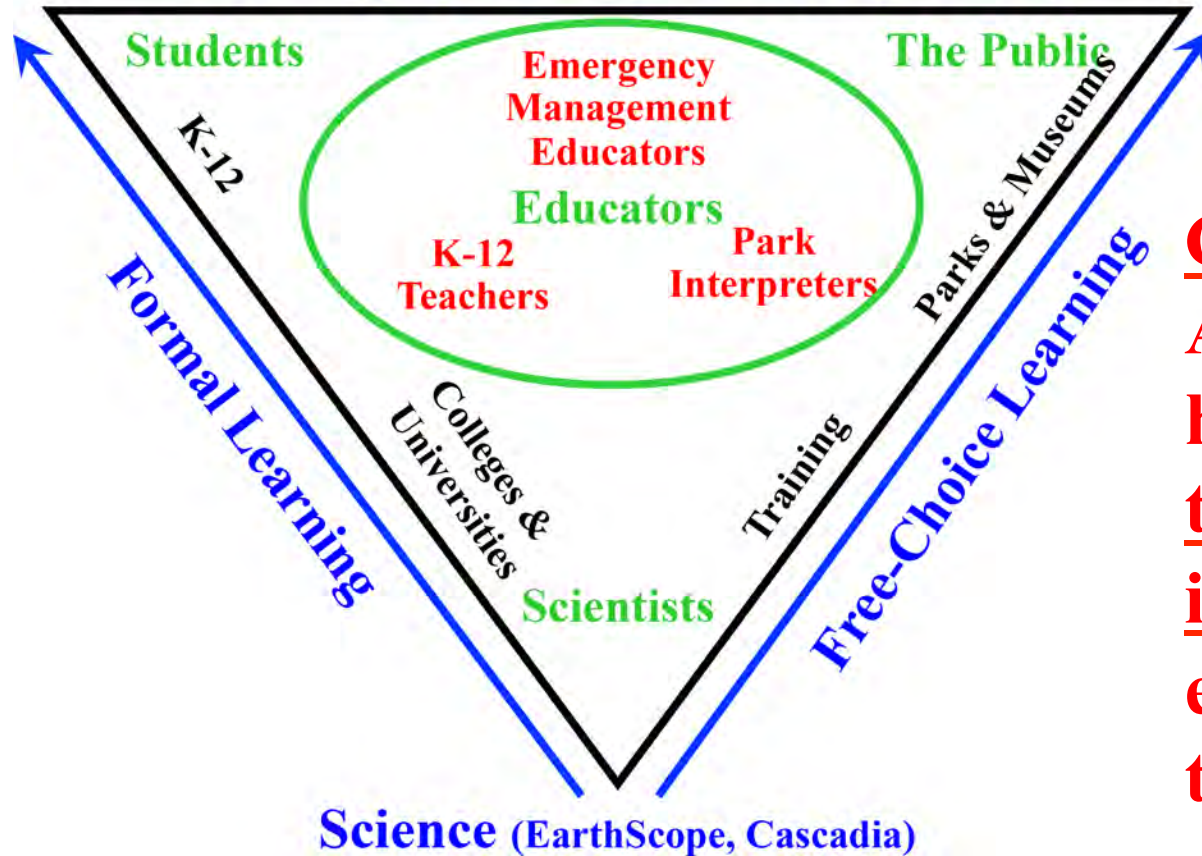 Students
The Public
Emergency
Management
Educators
Educators
K-12
Teachers
Park
Interpreters
K-12
Parks & Museums
Formal Learning
Free-Choice Learning
Colleges &
Universities
Training
Scientists
Science (EarthScope, Cascadia)